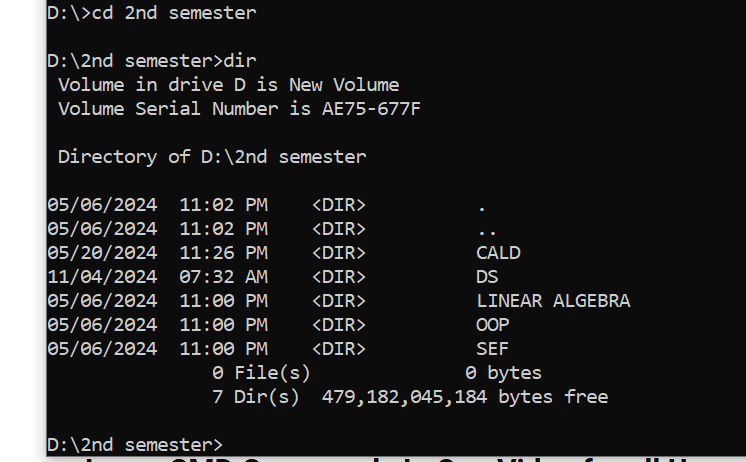 D:\>cd 2nd semester
D:\2nd semester>dir
 Volume in drive D is New Volume
 Volume Serial Number is AE75-677F
 Directory of D:\2nd semester
05/06/2024  11:02 PM    <DIR>          .
05/06/2024  11:02 PM    <DIR>          ..
05/20/2024  11:26 PM    <DIR>          CALD
11/04/2024  07:32 AM    <DIR>          DS
05/06/2024  11:00 PM    <DIR>          LINEAR ALGEBRA
05/06/2024  11:00 PM    <DIR>          OOP
05/06/2024  11:00 PM    <DIR>          SEF
               0 File(s)              0 bytes
               7 Dir(s)  479,182,045,184 bytes free
D:\2nd semester>